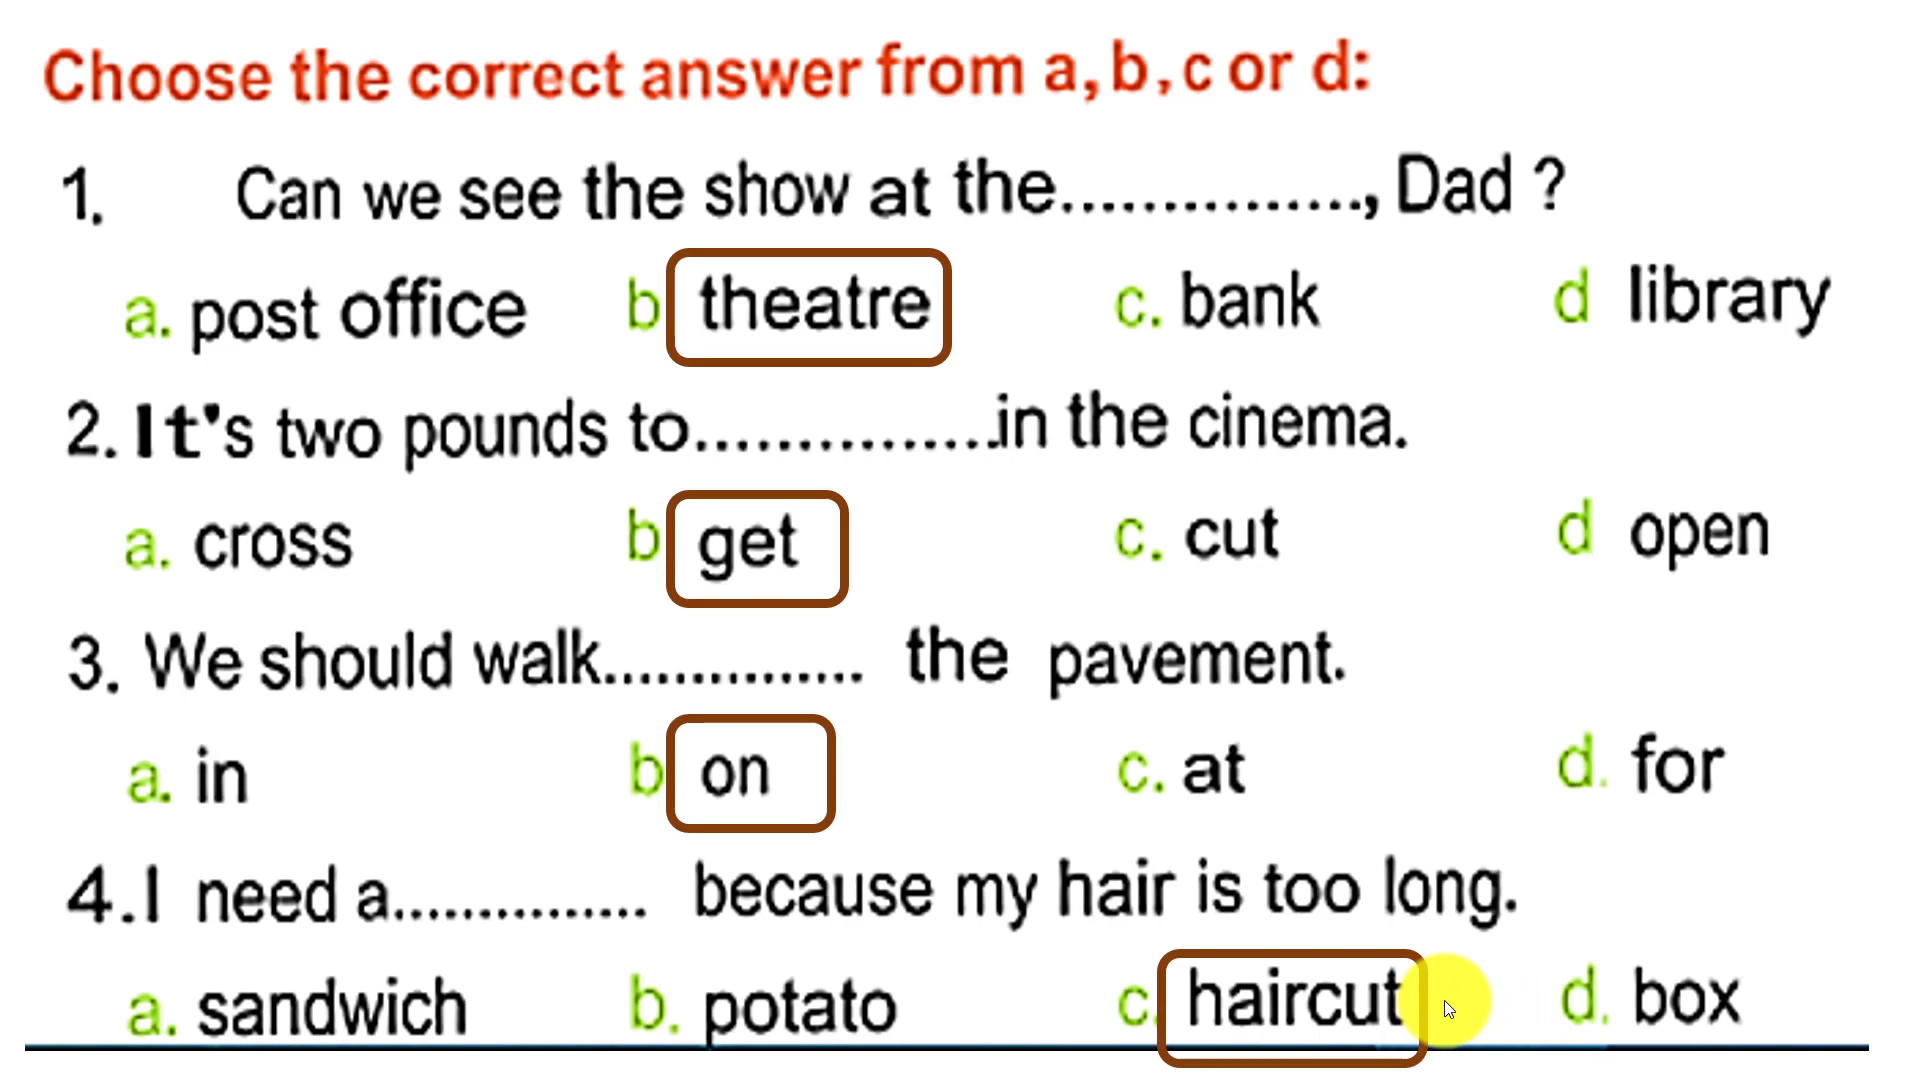 Choose the correct answer from a, b, c or d:
1. Can we see the show at the..............., Dad ?
a. post office b theatre c. bank d library
2. It's two pounds to...............in the cinema.
a. cross b get c. cut d open
3. We should walk............... the pavement.
a. in b on c. at d. for
4.I need a............... because my hair is too long.
a. sandwich b. potato c. haircut d. box